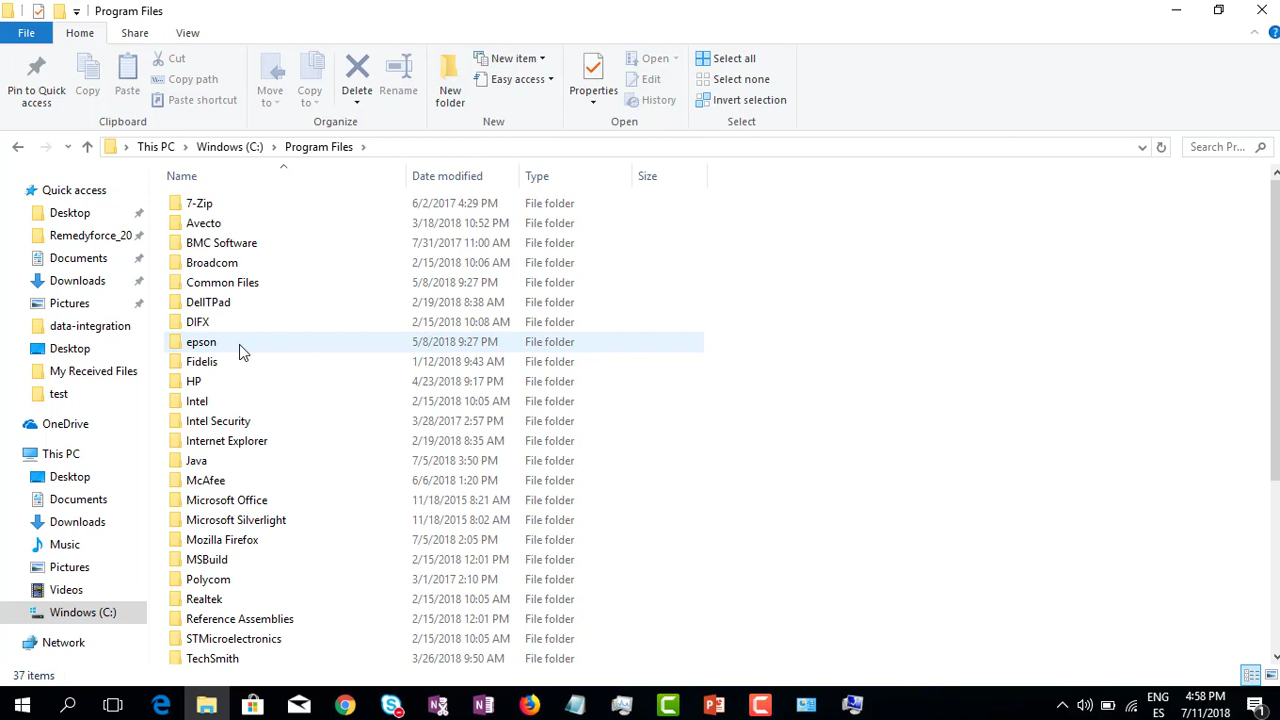 Program Files
File Home Share View
Pin to Quick access
Copy
Paste
Cut
Copy path
Paste shortcut
Clipboard
Move to
Copy to
Delete
Rename
Organize
New folder
New item
Easy access
New
Properties
Open
Edit
History
Open
Select all
Select none
Invert selection
Select
This PC Windows (C:) Program Files
Search Pr...
Name Date modified Type Size
Quick access
Desktop
Remedyforce_20
Documents
Downloads
Pictures
data-integration
Desktop
My Received Files
test
OneDrive
This PC
Desktop
Documents
Downloads
Music
Pictures
Videos
Windows (C:)
Network
7-Zip 6/2/2017 4:29 PM File folder
Avecto 3/18/2018 10:52 PM File folder
BMC Software 7/31/2017 11:00 AM File folder
Broadcom 2/15/2018 10:06 AM File folder
Common Files 5/8/2018 9:27 PM File folder
DellTPad 2/19/2018 8:38 AM File folder
DIFX 2/15/2018 10:08 AM File folder
epson 5/8/2018 9:27 PM File folder
Fidelis 1/12/2018 9:43 AM File folder
HP 4/23/2018 9:17 PM File folder
Intel 2/15/2018 10:05 AM File folder
Intel Security 3/28/2017 2:57 PM File folder
Internet Explorer 2/19/2018 8:35 AM File folder
Java 7/5/2018 3:50 PM File folder
McAfee 6/6/2018 1:20 PM File folder
Microsoft Office 11/18/2015 8:21 AM File folder
Microsoft Silverlight 11/18/2015 8:02 AM File folder
Mozilla Firefox 7/5/2018 2:05 PM File folder
MSBuild 2/15/2018 12:01 PM File folder
Polycom 3/1/2017 2:10 PM File folder
Realtek 2/15/2018 10:05 AM File folder
Reference Assemblies 2/15/2018 12:01 PM File folder
STMicroelectronics 2/15/2018 10:05 AM File folder
TechSmith 3/26/2018 9:50 AM File folder
37 items
ENG 4:58 PM
ES 7/11/2018